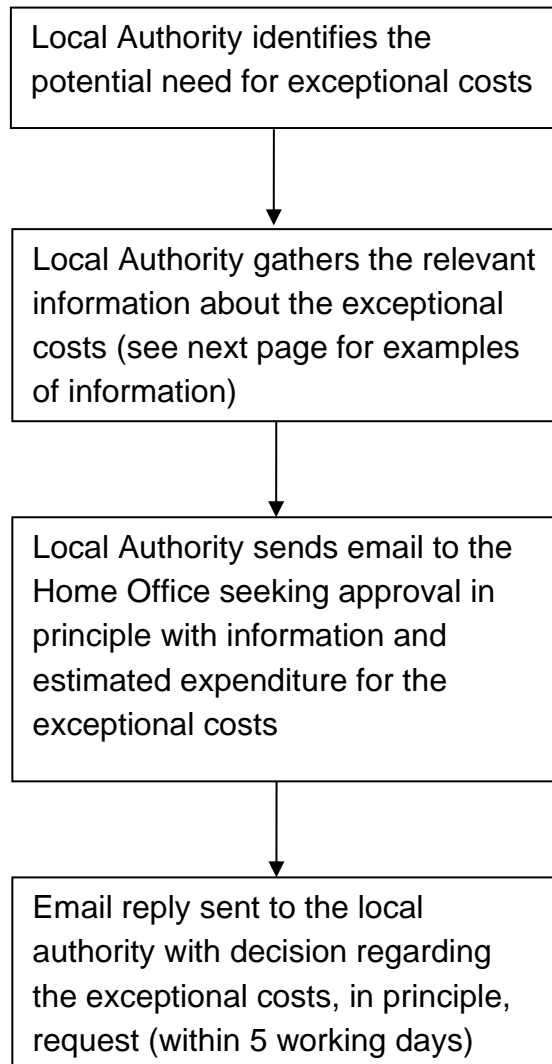 Local Authority identifies the
potential need for exceptional costs
Local Authority gathers the relevant
information about the exceptional
costs (see next page for examples
of information)
Local Authority sends email to the
Home Office seeking approval in
principle with information and
estimated expenditure for the
exceptional costs
Email reply sent to the local
authority with decision regarding
the exceptional costs, in principle,
request (within 5 working days)